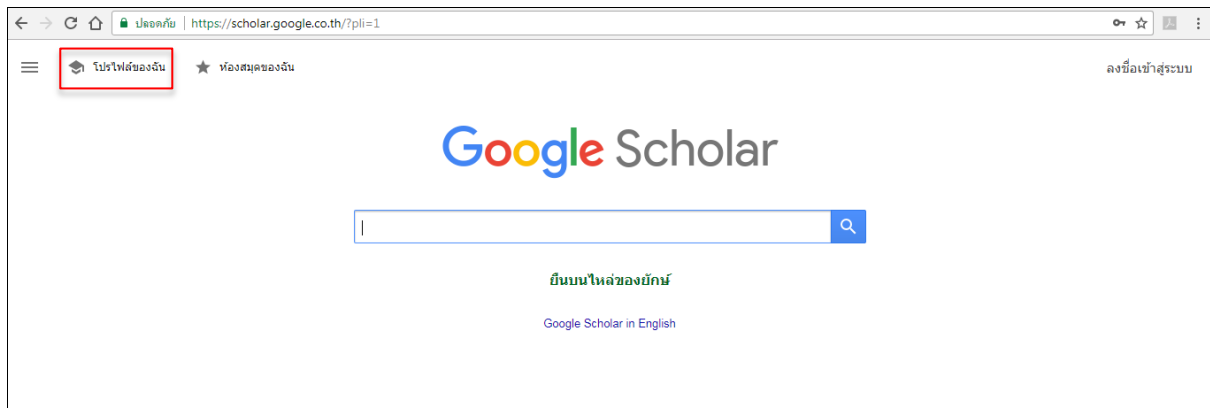 ปลอดภัย | https://scholar.google.co.th/?pli=1
โปรไฟล์ของฉัน ห้องสมุดของฉัน ลงชื่อเข้าสู่ระบบ
Google Scholar
ยืนบนไหล่ของยักษ์
Google Scholar in English